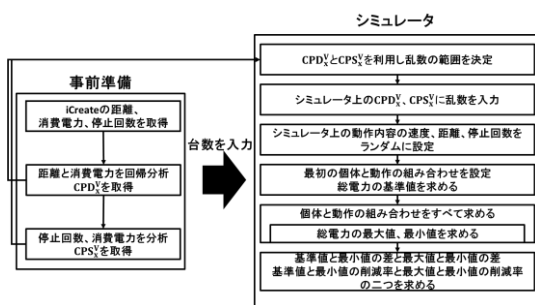 事前準備
iCreateの距離、
消費電力、停止回数を取得
距離と消費電力を回帰分析
CPD_x^Vを取得
停止回数、消費電力を分析
CPS_x^Vを取得
台数を入力
シミュレータ
CPD_x^VとCPS_x^Vを利用し乱数の範囲を決定
シミュレータ上のCPD_x^V、CPS_x^Vに乱数を入力
シミュレータ上の動作内容の速度、距離、停止回数を
ランダムに設定
最初の個体と動作の組み合わせを設定
総電力の基準値を求める
個体と動作の組み合わせをすべて求める
総電力の最大値、最小値を求める
基準値と最小値の差と最大値と最小値の差
基準値と最小値の削減率と最大値と最小値の削減率
の二つを求める